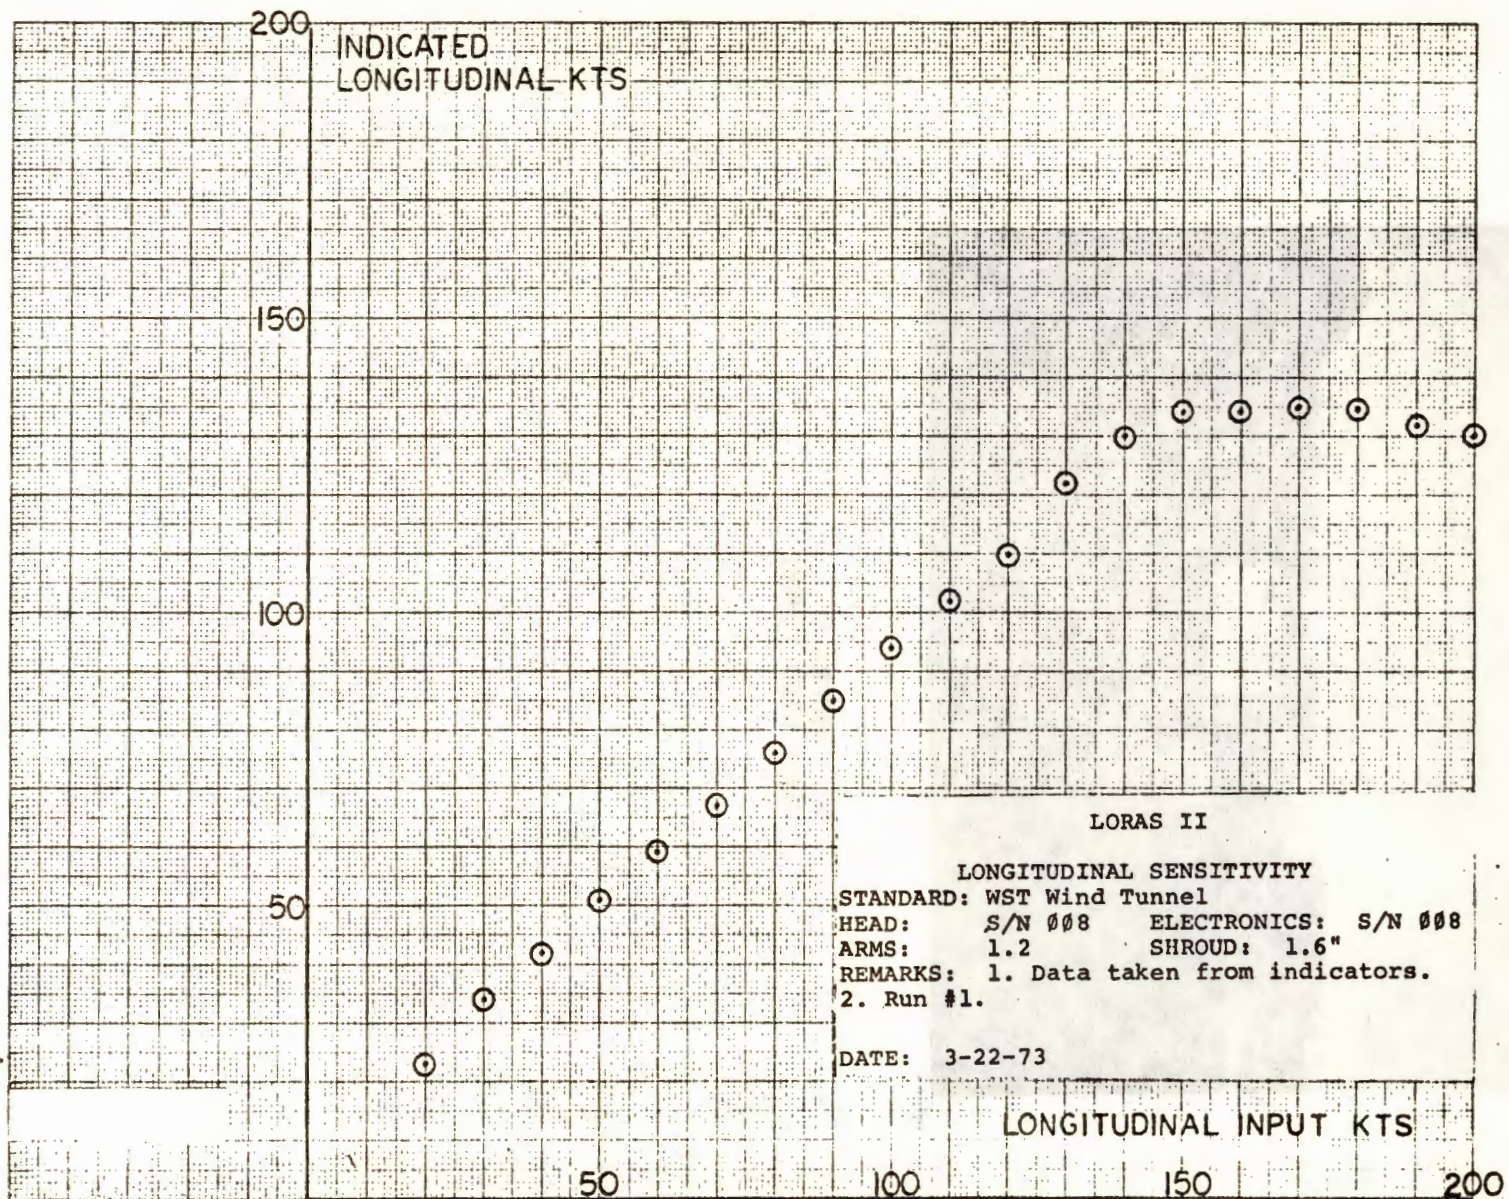 200
INDICATED
LONGITUDINAL KTS
150
100
50
LORAS II
LONGITUDINAL SENSITIVITY
STANDARD: WST Wind Tunnel
HEAD: S/N 008 ELECTRONICS: S/N 008
ARMS: 1.2 SHROUD: 1.6"
REMARKS: 1. Data taken from indicators.
2. Run #1.
DATE: 3-22-73
LONGITUDINAL INPUT KTS
50 100 150 200